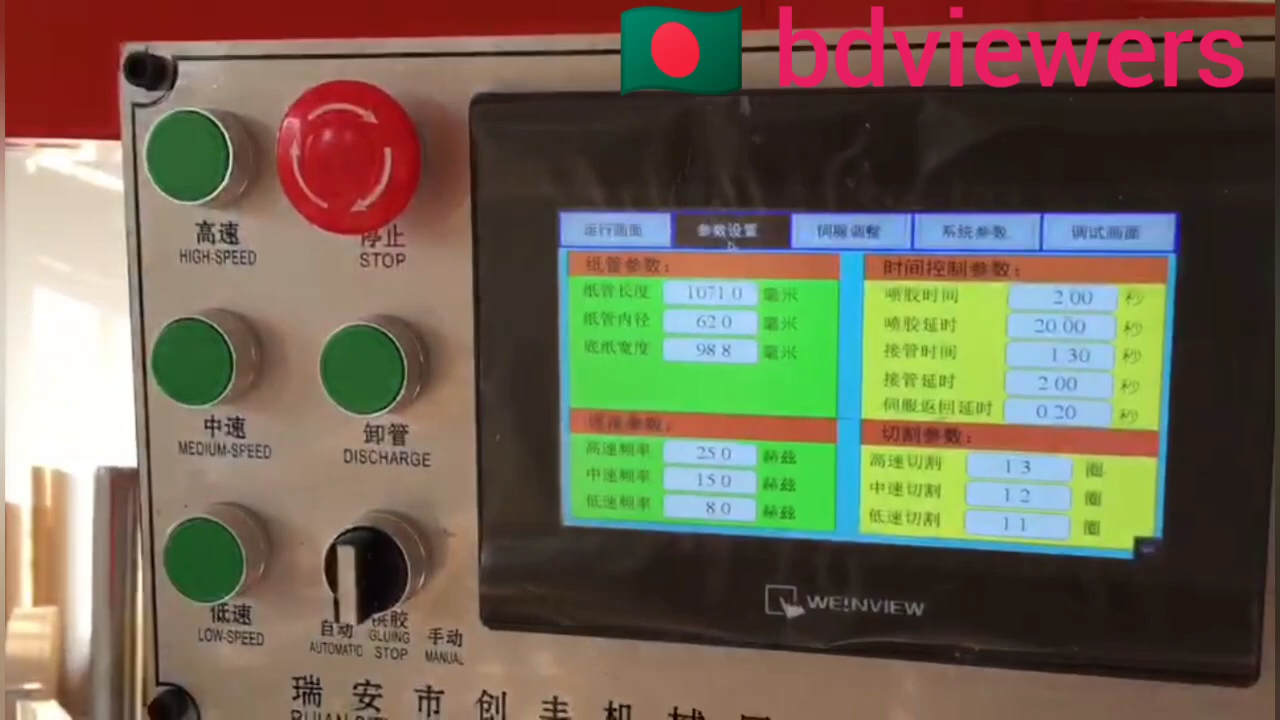 bdviewers
高速
HIGH-SPEED
停止
STOP
中速
MEDIUM-SPEED
卸管
DISCHARGE
低速
LOW-SPEED
自动
AUTOMATIC
供胶
GLUING
STOP
手动
MANUAL
瑞安市创丰机械
运行画面 参数设置 伺服调整 系统参数 调试画面
纸管参数:
纸管长度 1071.0 毫米
纸管内径 62.0 毫米
底纸宽度 98.8 毫米
速度参数:
高速频率 25.0 赫兹
中速频率 15.0 赫兹
低速频率 8.0 赫兹
时间控制参数:
喷胶时间 2.00 秒
喷胶延时 20.00 秒
接管时间 1.30 秒
接管延时 2.00 秒
伺服返回延时 0.20 秒
切割参数:
高速切割 1.3 圈
中速切割 1.2 圈
低速切割 1.1 圈
WEINVIEW